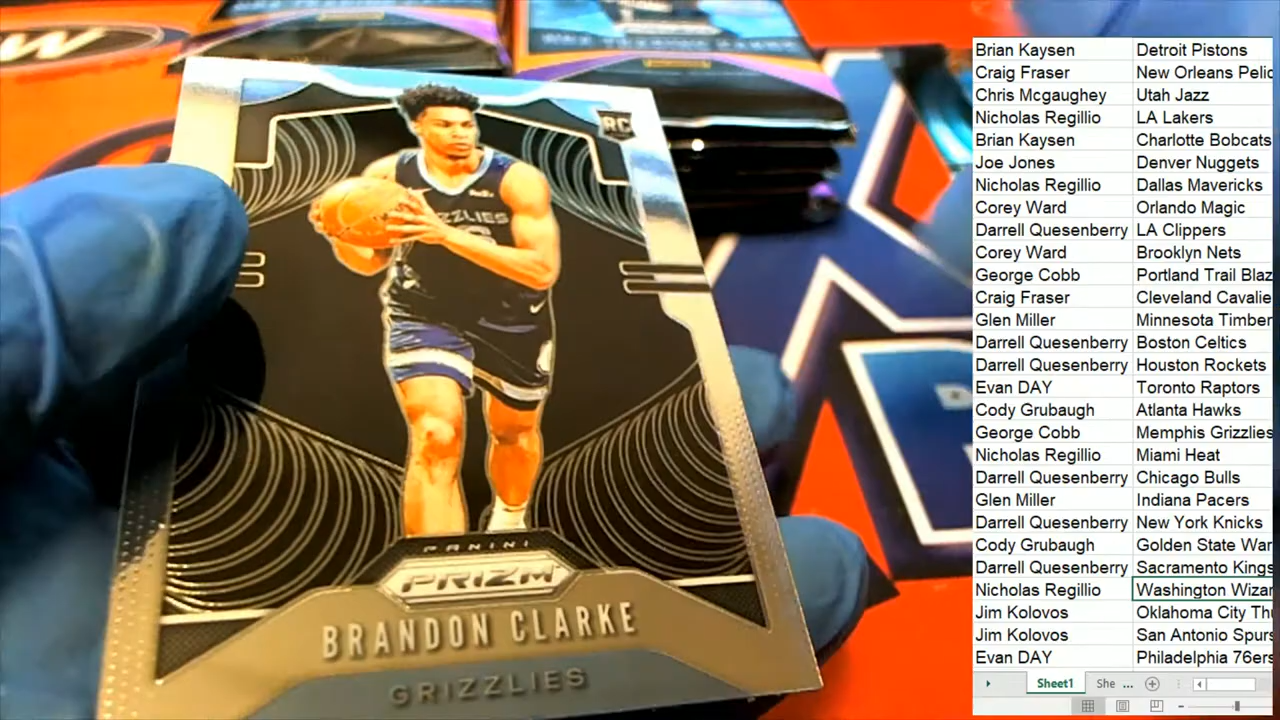 RC
GRIZZLIES
PANINI
PRIZM
BRANDON CLARKE
GRIZZLIES
Brian Kaysen Detroit Pistons
Craig Fraser New Orleans Pelic
Chris Mcgaughey Utah Jazz
Nicholas Regillio LA Lakers
Brian Kaysen Charlotte Bobcats
Joe Jones Denver Nuggets
Nicholas Regillio Dallas Mavericks
Corey Ward Orlando Magic
Darrell Quesenberry LA Clippers
Corey Ward Brooklyn Nets
George Cobb Portland Trail Blaz
Craig Fraser Cleveland Cavalie
Glen Miller Minnesota Timber
Darrell Quesenberry Boston Celtics
Darrell Quesenberry Houston Rockets
Evan DAY Toronto Raptors
Cody Grubaugh Atlanta Hawks
George Cobb Memphis Grizzlies
Nicholas Regillio Miami Heat
Darrell Quesenberry Chicago Bulls
Glen Miller Indiana Pacers
Darrell Quesenberry New York Knicks
Cody Grubaugh Golden State War
Darrell Quesenberry Sacramento Kings
Nicholas Regillio Washington Wizar
Jim Kolovos Oklahoma City Thu
Jim Kolovos San Antonio Spurs
Evan DAY Philadelphia 76ers
Sheet1 She ...